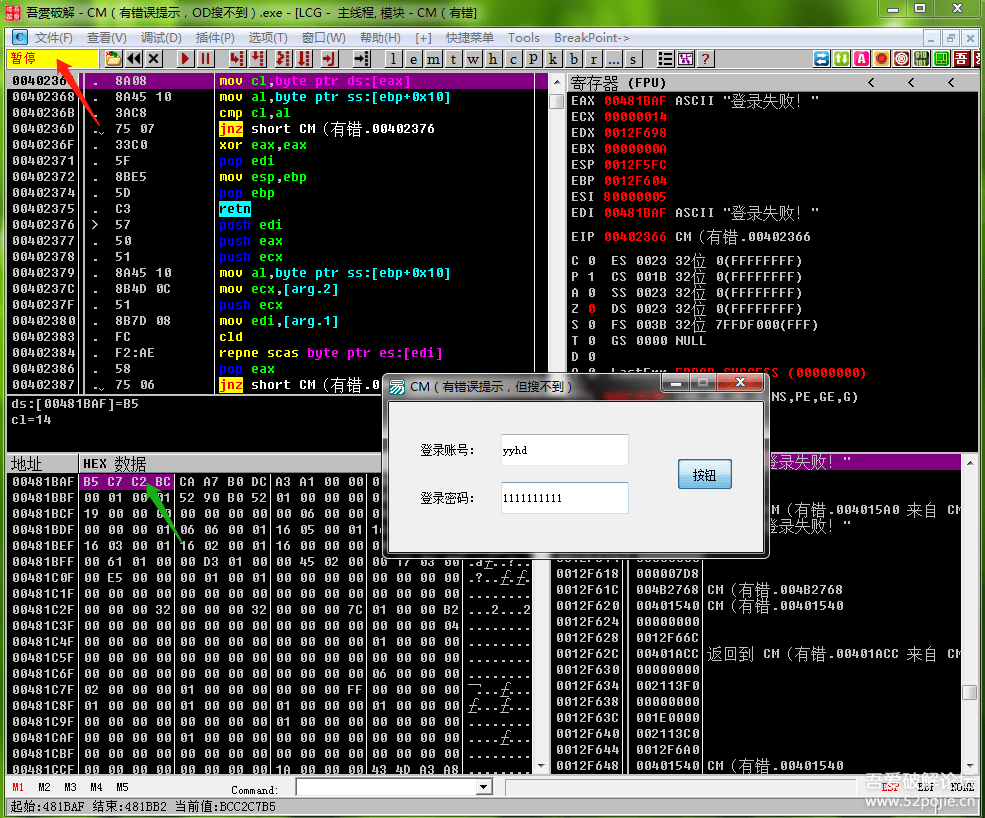 吾愛破解 - CM（有错误提示，OD搜不到）.exe - [LCG - 主线程, 模块 - CM（有错]
文件(F) 查看(V) 调试(D) 插件(P) 选项(T) 窗口(W) 帮助(H) [+] 快捷菜单 Tools BreakPoint->
暂停 l e m t w h c p k b r ... s ?
0040236 . 8A08 mov cl,byte ptr ds:[eax]
00402368 . 8A45 10 mov al,byte ptr ss:[ebp+0x10]
0040236B . 3AC8 cmp cl,al
0040236D . 75 07 jnz short CM（有错.00402376
0040236F . 33C0 xor eax,eax
00402371 . 5F pop edi
00402372 . 8BE5 mov esp,ebp
00402374 . 5D pop ebp
00402375 . C3 retn
00402376 > 57 push edi
00402377 . 50 push eax
00402378 . 51 push ecx
00402379 . 8A45 10 mov al,byte ptr ss:[ebp+0x10]
0040237C . 8B4D 0C mov ecx,[arg.2]
0040237F . 51 push ecx
00402380 . 8B7D 08 mov edi,[arg.1]
00402383 . FC cld
00402384 . F2:AE repne scas byte ptr es:[edi]
00402386 . 58 pop eax
00402387 . 75 06 jnz short CM（有错.0
ds:[00481BAF]=B5
cl=14
寄存器 (FPU) < < <
EAX 00481BAF ASCII "登录失败！"
ECX 00000014
EDX 0012F698
EBX 0000000A
ESP 0012F5FC
EBP 0012F604
ESI 80000005
EDI 00481BAF ASCII "登录失败！"
EIP 00402366 CM（有错.00402366
C 0 ES 0023 32位 0(FFFFFFFF)
P 1 CS 001B 32位 0(FFFFFFFF)
A 0 SS 0023 32位 0(FFFFFFFF)
Z 0 DS 0023 32位 0(FFFFFFFF)
S 0 FS 003B 32位 7FFDF000(FFF)
T 0 GS 0000 NULL
D 0
O 0 LastErr ERROR_SUCCESS (00000000)
NS,PE,GE,G)
CM（有错误提示，但搜不到）
登录账号： yyhd
登录密码： 1111111111
按钮
地址 HEX 数据
00481BAF B5 C7 C2 BC CA A7 B0 DC A3 A1 00 00
00481BBF 00 01 00 01 52 90 B0 52 01 00 00 00
00481BCF 19 00 00 00 00 00 00 00 00 06 00 00
00481BDF 00 00 00 01 06 06 00 01 16 05 00 01
00481BEF 16 03 00 01 16 02 00 01 16 00 00 00
00481BFF 00 61 01 00 00 D3 01 00 00 45 02 00 00 17 03 00
00481C0F 00 E5 00 00 00 01 00 01 00 00 00 00 00 00 00 00
00481C1F 00 00 00 00 00 00 00 00 00 00 00 00 00 00 00 00
00481C2F 00 00 00 32 00 00 00 32 00 00 00 7C 01 00 00 B2 ...2...2
00481C3F 00 00 00 00 00 00 00 00 00 00 00 00 00 00 00 04
00481C4F 00 00 00 00 00 00 00 00 00 00 00 00 01 00 00 00
00481C5F 00 00 00 00 00 00 00 00 00 00 00 00 00 00 00 00
00481C6F 00 00 00 00 00 00 00 00 00 00 00 00 06 00 00 00
00481C7F 02 00 00 00 01 00 00 00 00 00 00 FF 00 00 00 00
00481C8F 01 00 00 00 01 00 00 00 01 00 00 00 00 00 00 00
00481C9F 00 00 00 00 00 00 00 00 01 00 00 00 00 00 00 00
00481CAF 00 00 00 00 01 00 00 00 00 00 00 00 00 00 00 00
00481CBF 00 00 00 00 00 00 00 00 00 00 00 00 00 00 00 00
00481CCF 00 00 00 00 00 00 00 00 1A 00 00 00 43 4D A3 A8
登录失败！"
M（有错.004015A0 来自 CM
登录失败！"
0012F618 000007D8
0012F61C 004B2768 CM（有错.004B2768
0012F620 00401540 CM（有错.00401540
0012F624 00000000
0012F628 0012F66C
0012F62C 00401ACC 返回到 CM（有错.00401ACC 来自 CM
0012F630 00000000
0012F634 002113F0
0012F638 00000000
0012F63C 001E0000
0012F640 002113C0
0012F644 0012F6A0
0012F648 00401540 CM（有错.00401540
M1 M2 M3 M4 M5 Command: ESP EBP NONE
起始:481BAF 结束:481BB2 当前值:BCC2C7B5
吾爱破解论坛
www.52pojie.cn